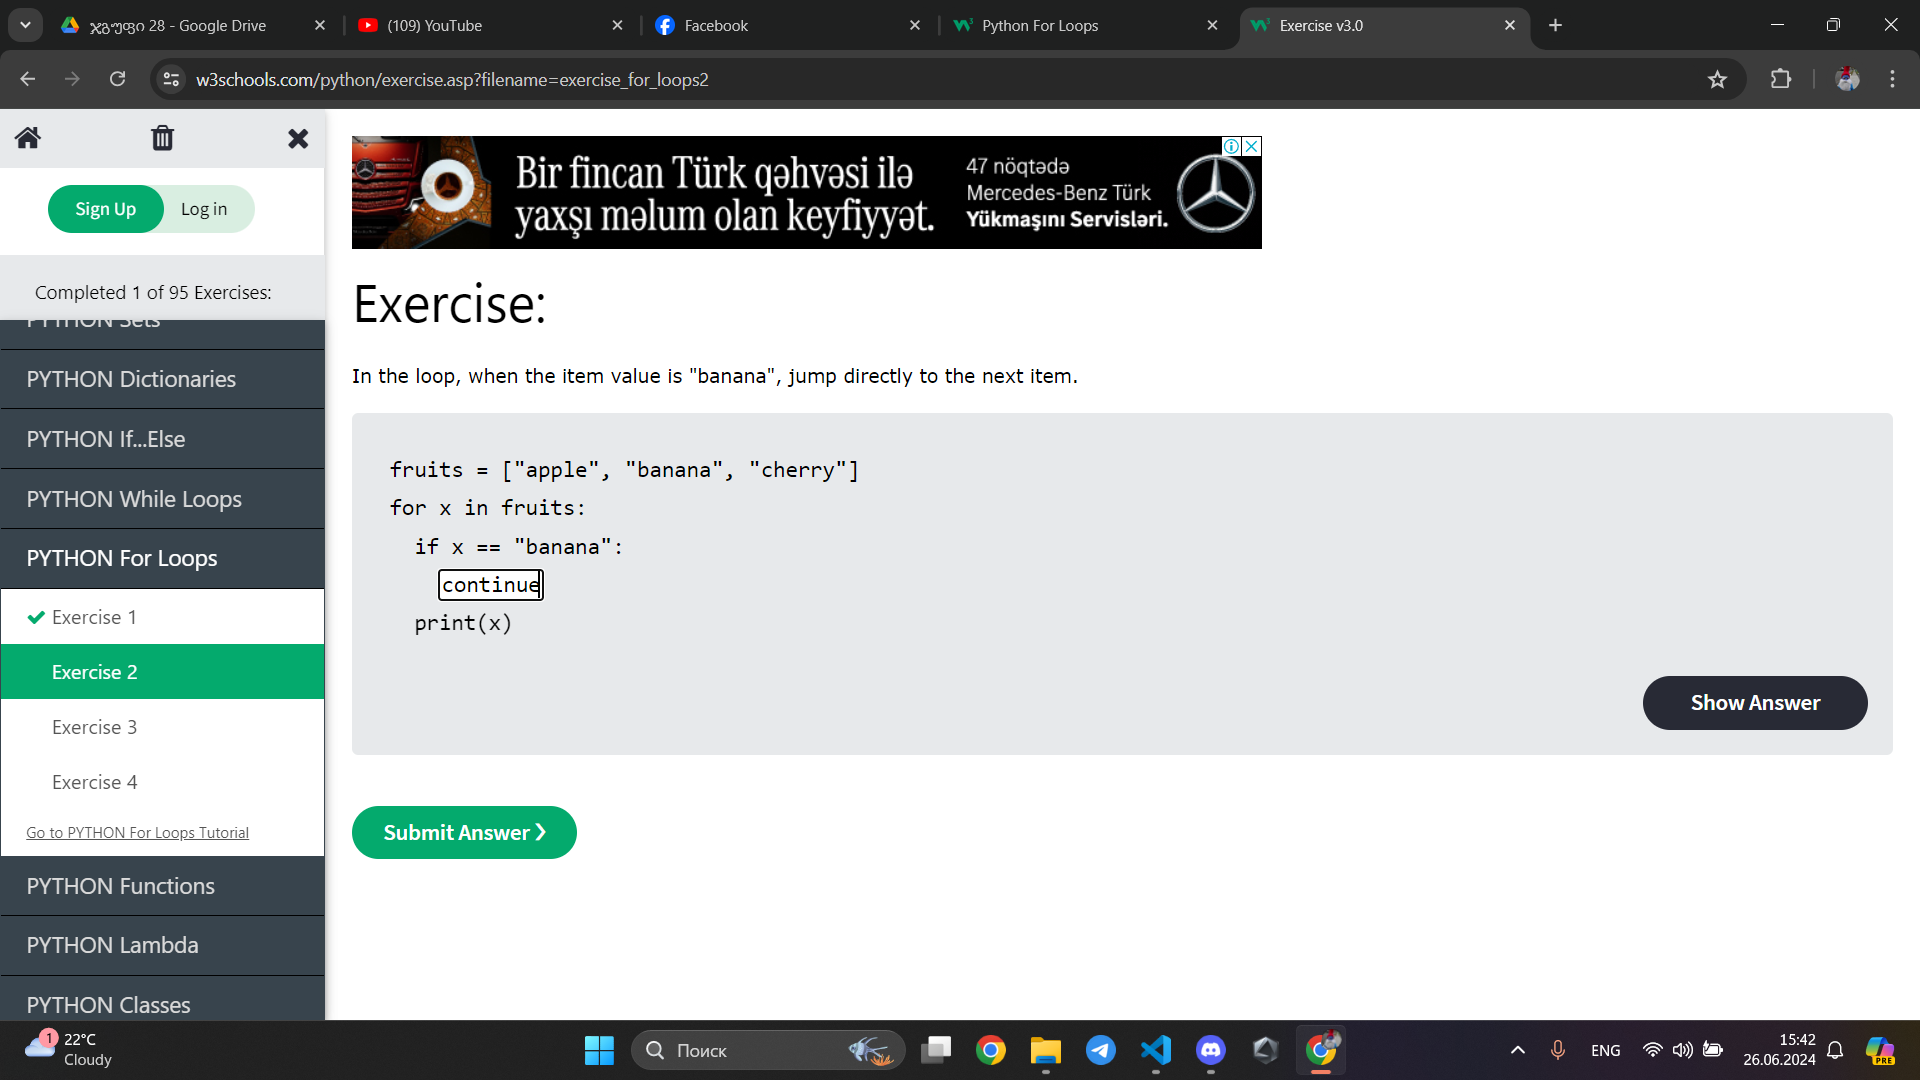 ჯგუფი 28 - Google Drive
(109) YouTube
Facebook
Python For Loops
Exercise v3.0
w3schools.com/python/exercise.asp?filename=exercise_for_loops2
Sign Up
Log in
Completed 1 of 95 Exercises:
PYTHON Sets
PYTHON Dictionaries
PYTHON If...Else
PYTHON While Loops
PYTHON For Loops
Exercise 1
Exercise 2
Exercise 3
Exercise 4
Go to PYTHON For Loops Tutorial
PYTHON Functions
PYTHON Lambda
PYTHON Classes
Bir fincan Türk qəhvəsi ilə
yaxşı məlum olan keyfiyyət.
47 nöqtədə
Mercedes-Benz Türk
Yükmaşını Servisləri.
Exercise:
In the loop, when the item value is "banana", jump directly to the next item.
fruits = ["apple", "banana", "cherry"]
for x in fruits:
if x == "banana":
continue
print(x)
Show Answer
Submit Answer ❯
1
22°C
Cloudy
Поиск
ENG
15:42
26.06.2024
PRE